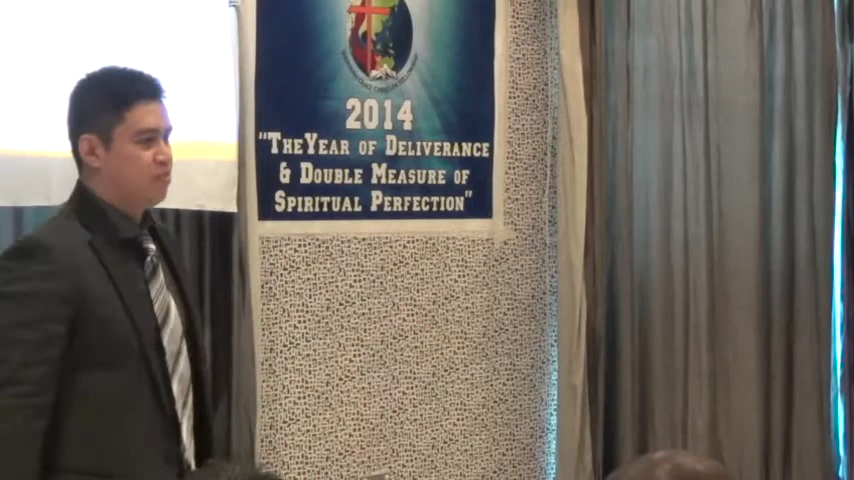 2014
"The Year of Deliverance
& Double Measure of
Spiritual Perfection"